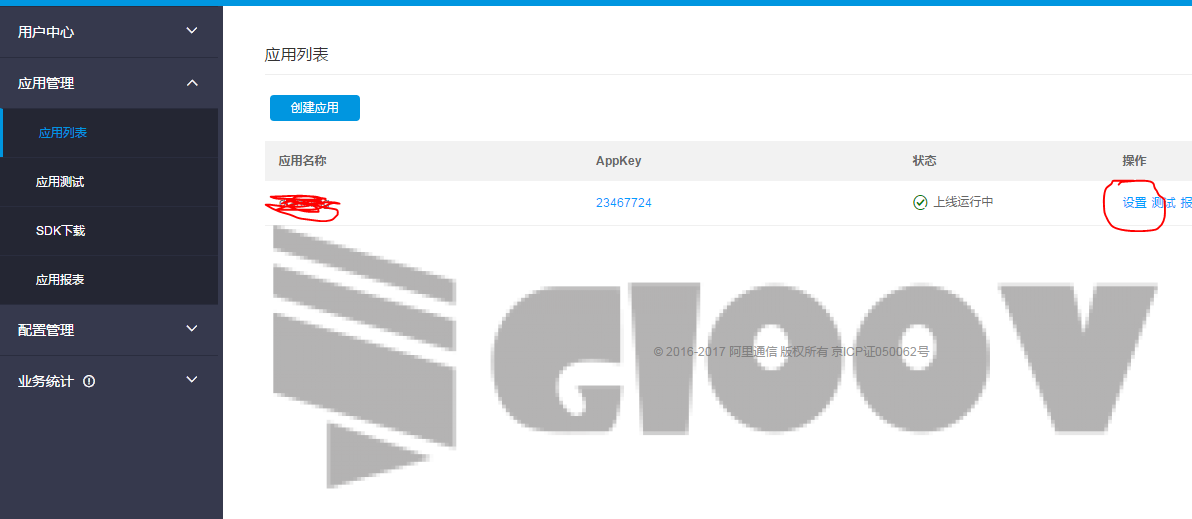 用户中心
应用管理
应用列表
应用测试
SDK下载
应用报表
配置管理
业务统计
应用列表
创建应用
应用名称 AppKey 状态 操作
23467724 上线运行中 设置 测试 报
GIOOV
© 2016-2017 阿里通信 版权所有 京ICP证050062号